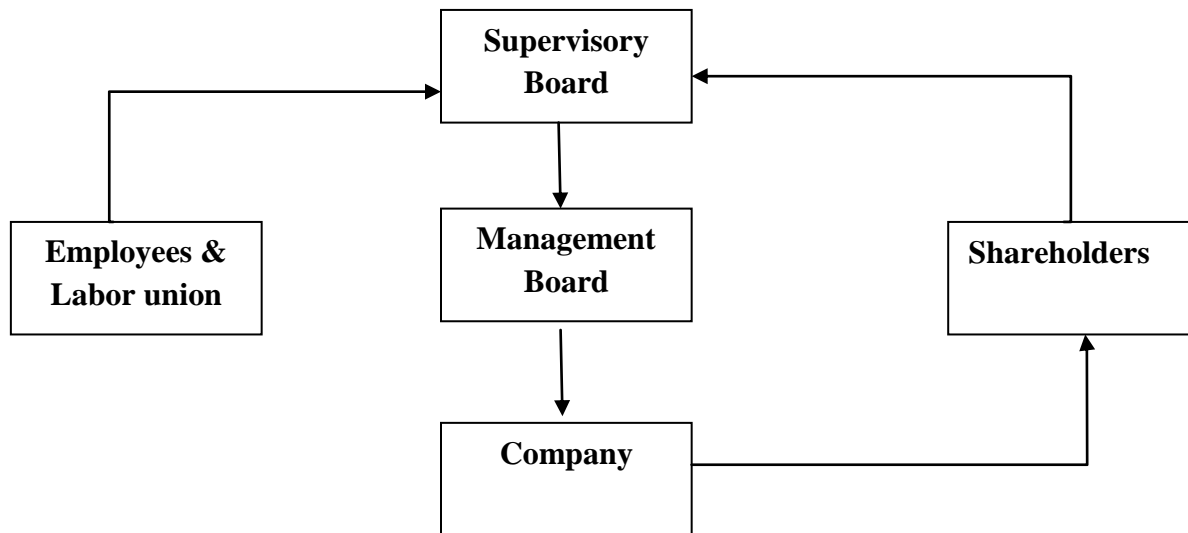 Supervisory
Board
Employees &
Labor union
Management
Board
Shareholders
Company